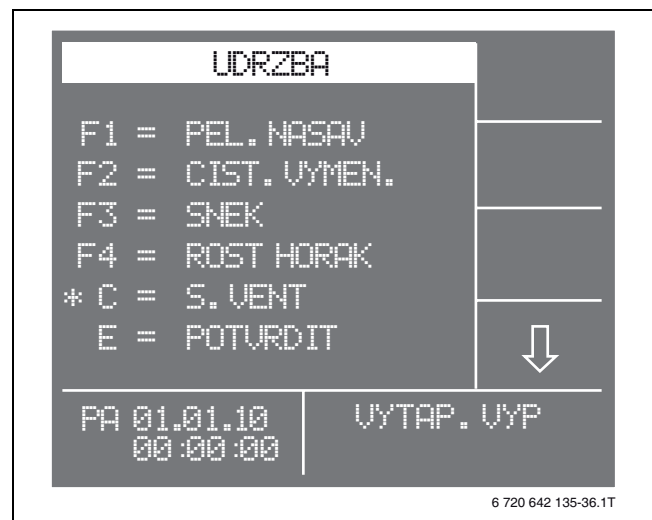 UDRZBA
F1 = PEL. NASAV
F2 = CIST. VYMEN.
F3 = SNEK
F4 = ROST HORAK
* C = S. VENT
E = POTVRDIT
PA 01.01.10
00:00:00
VYTAP. VYP
6 720 642 135-36.1T